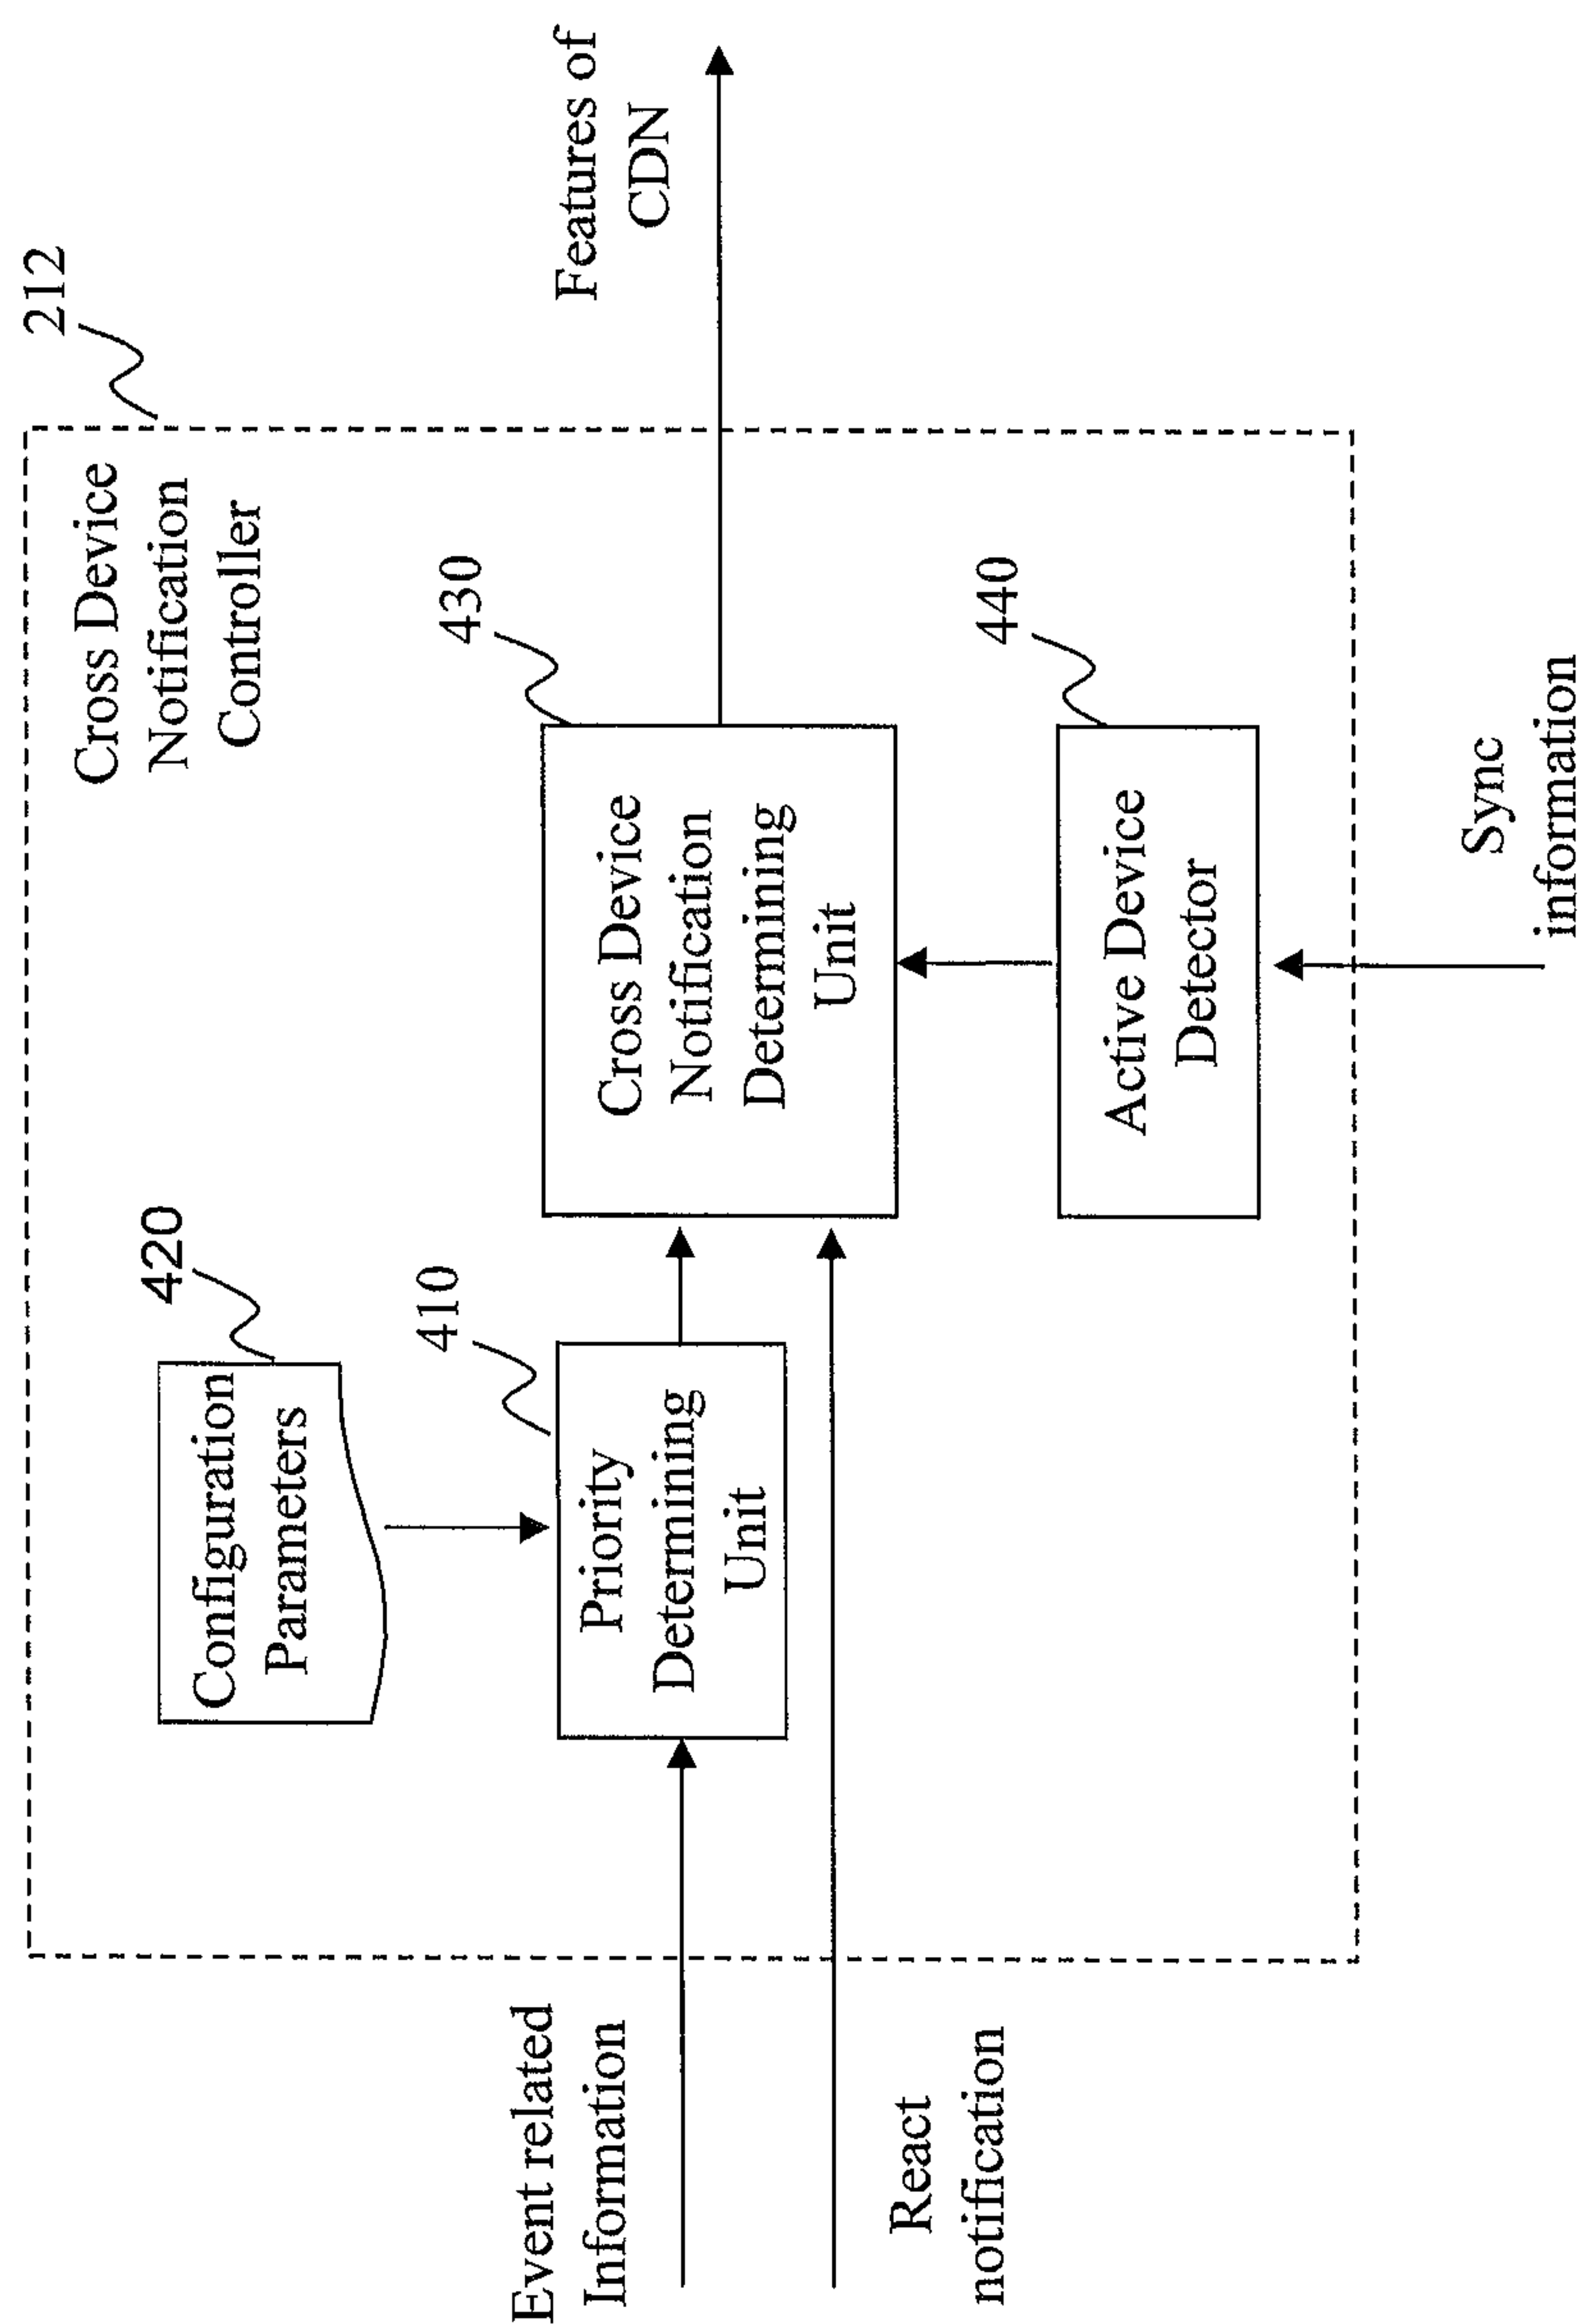 212
Cross Device
Notification
Controller
420
Configuration
Parameters
410
Priority
Determining
Unit
430
Cross Device
Notification
Determining
Unit
440
Active Device
Detector
Event related
Information
React
notification
Features of
CDN
Sync
information